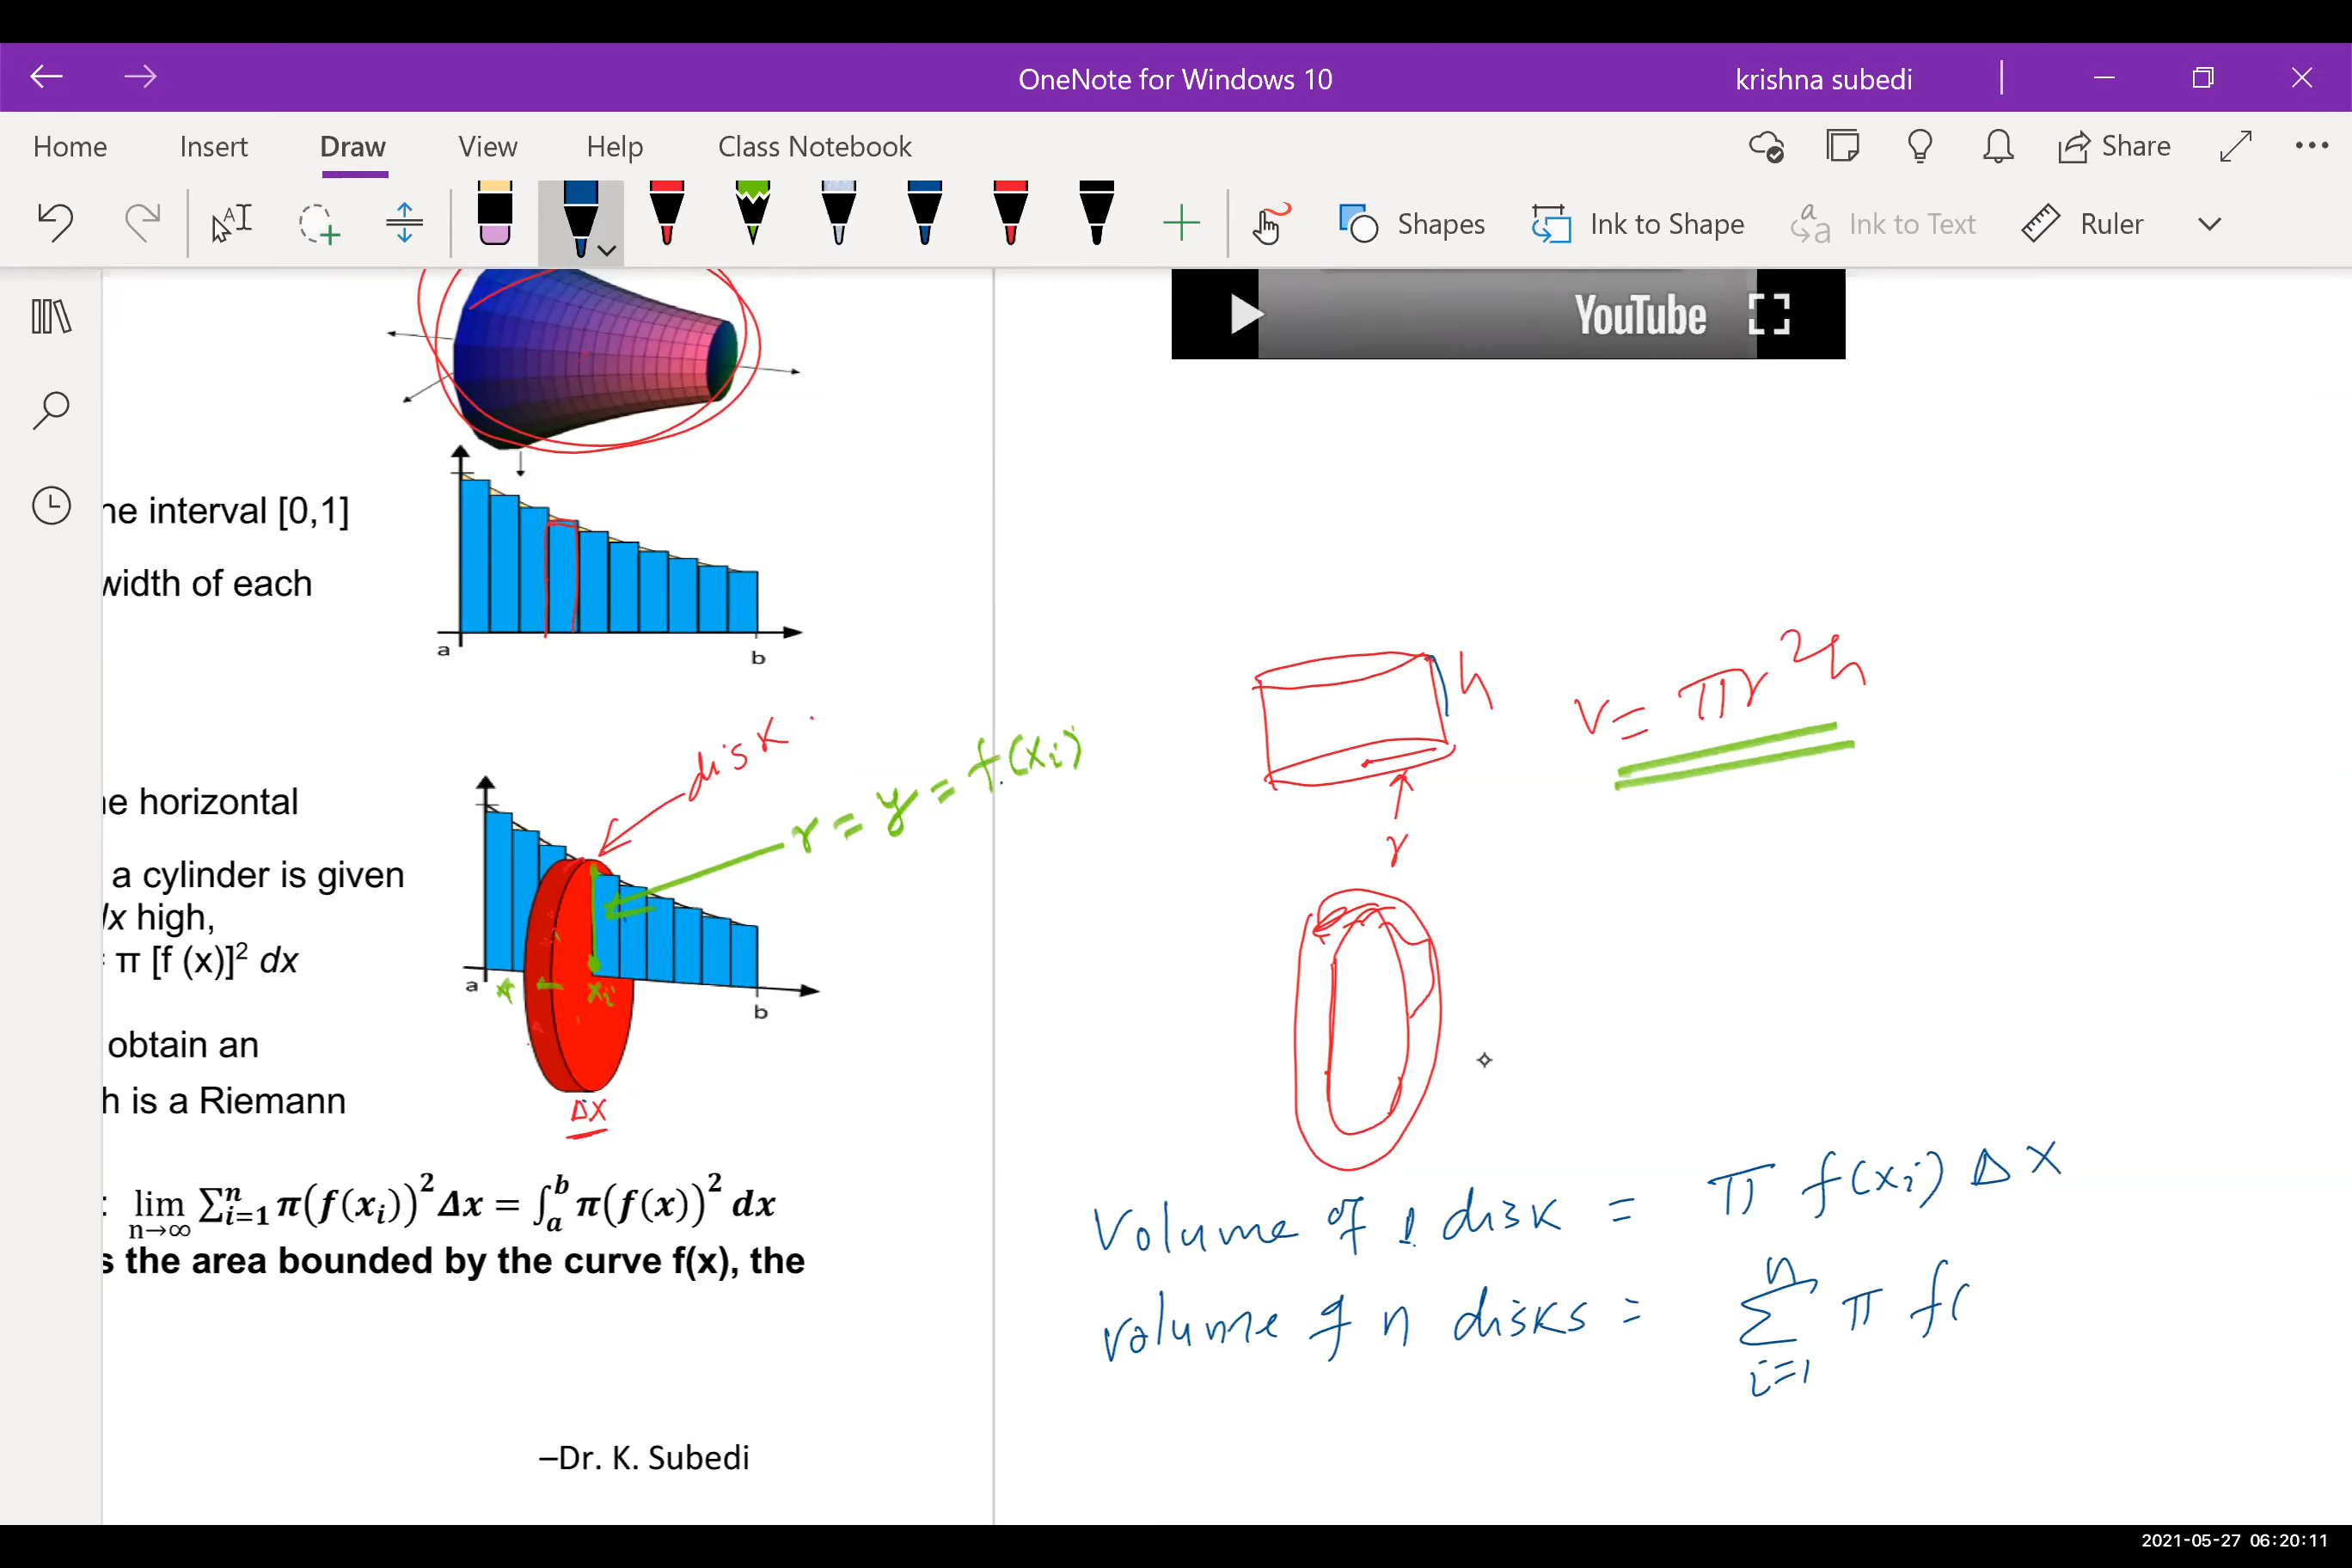 OneNote for Windows 10
krishna subedi
Home Insert Draw View Help Class Notebook Share
Shapes Ink to Shape Ink to Text Ruler
YouTube
ne interval [0,1]
width of each
a
b
h
v = πr²h
r
disk
r = y = f(xi)
ne horizontal
a cylinder is given
dx high,
= π [f (x)]² dx
a
xi
b
obtain an
h is a Riemann
Δx
: lim n→∞ ∑ⁿᵢ₌₁ π(f(xᵢ))² Δx = ∫ₐᵇ π(f(x))² dx
s the area bounded by the curve f(x), the
Volume of 1 disk = π f(xi) Δx
volume of n disks = n ∑ i=1 π f(
–Dr. K. Subedi
2021-05-27 06:20:11